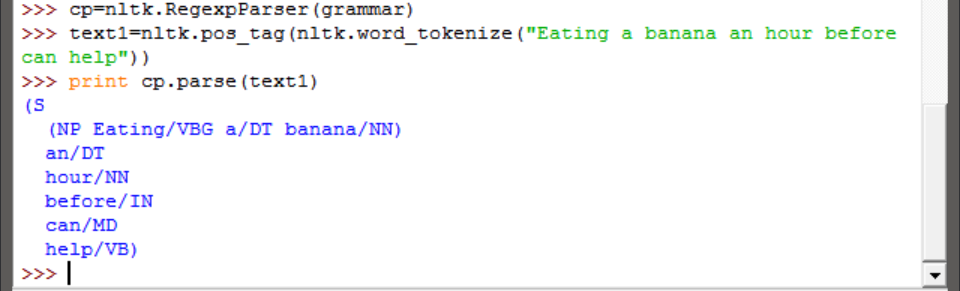 >>> cp=nltk.RegexpParser(grammar)
>>> text1=nltk.pos_tag(nltk.word_tokenize("Eating a banana an hour before
can help"))
>>> print cp.parse(text1)
(S
  (NP Eating/VBG a/DT banana/NN)
  an/DT
  hour/NN
  before/IN
  can/MD
  help/VB)
>>>